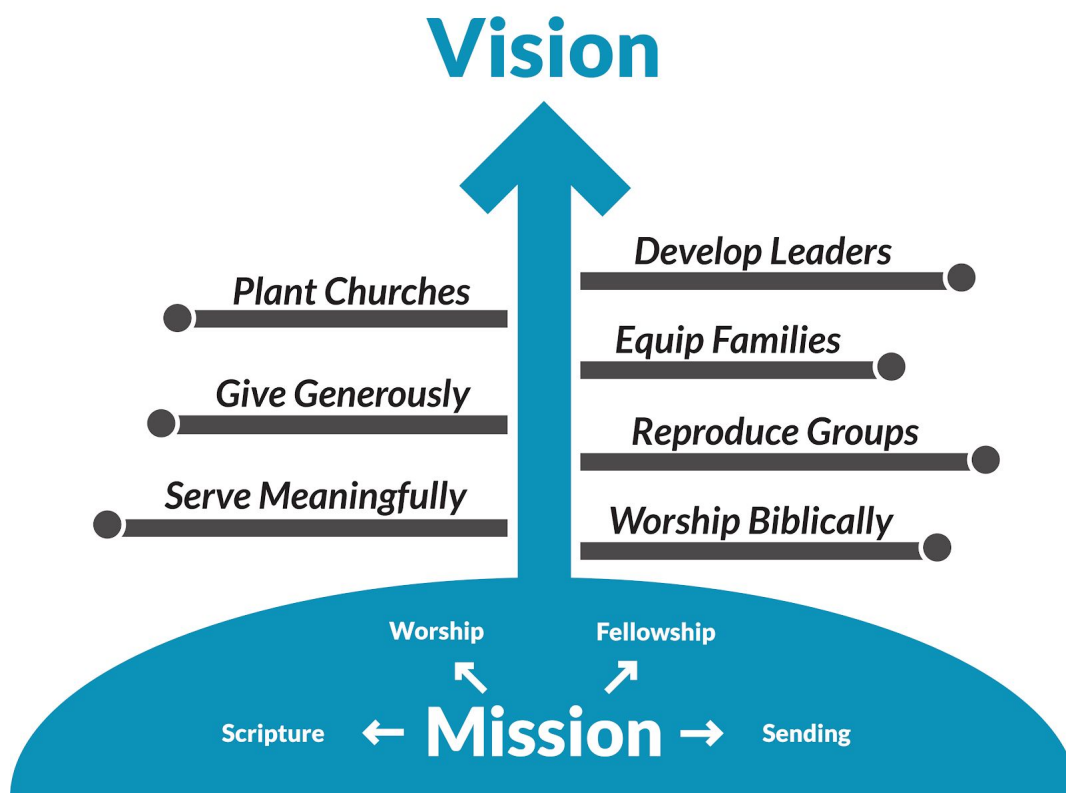 Vision
Develop Leaders
Plant Churches
Equip Families
Give Generously
Reproduce Groups
Serve Meaningfully
Worship Biblically
Worship
Fellowship
Scripture
Mission
Sending